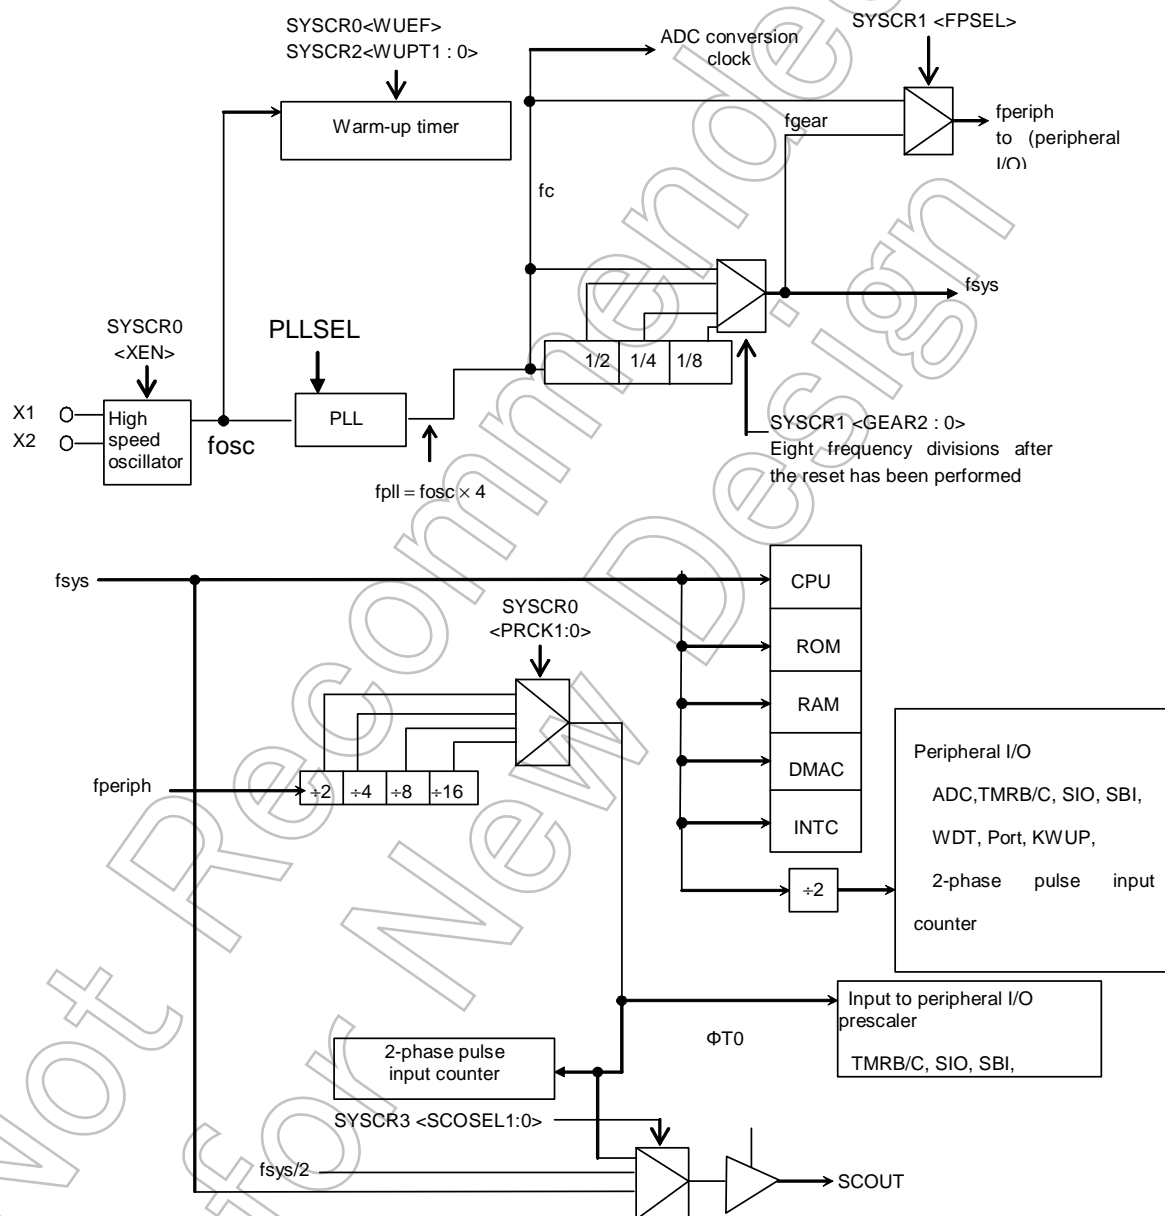 SYSCR0<WUEF>
SYSCR2<WUPT1 : 0>
ADC conversion
clock
SYSCR1 <FPSEL>
Warm-up timer
fgear
fperiph
to (peripheral
I/O)
fc
fsys
SYSCR0
<XEN>
PLLSEL
1/2
1/4
1/8
X1
X2
High
speed
oscillator
fosc
PLL
fpll = fosc × 4
SYSCR1 <GEAR2 : 0>
Eight frequency divisions after
the reset has been performed
fsys
CPU
SYSCR0
<PRCK1:0>
ROM
RAM
DMAC
INTC
fperiph
÷2
÷4
÷8
÷16
÷2
Peripheral I/O
ADC,TMRB/C, SIO, SBI,
WDT, Port, KWUP,
2-phase pulse input
counter
Input to peripheral I/O
prescaler
TMRB/C, SIO, SBI,
ΦT0
2-phase pulse
input counter
SYSCR3 <SCOSEL1:0>
fsys/2
SCOUT
Not Recommended
for New Design